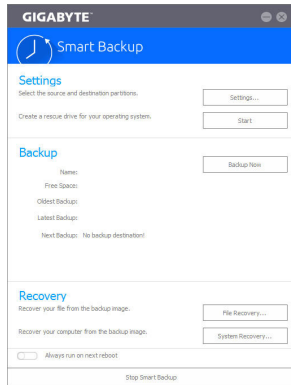 GIGABYTE™
Smart Backup
Settings
Select the source and destination partitions.
Settings...
Create a rescue drive for your operating system.
Start
Backup
Backup Now
Name:
Free Space:
Oldest Backup:
Latest Backup:
Next Backup: No backup destination!
Recovery
Recover your file from the backup image.
File Recovery...
Recover your computer from the backup image.
System Recovery...
Always run on next reboot
Stop Smart Backup